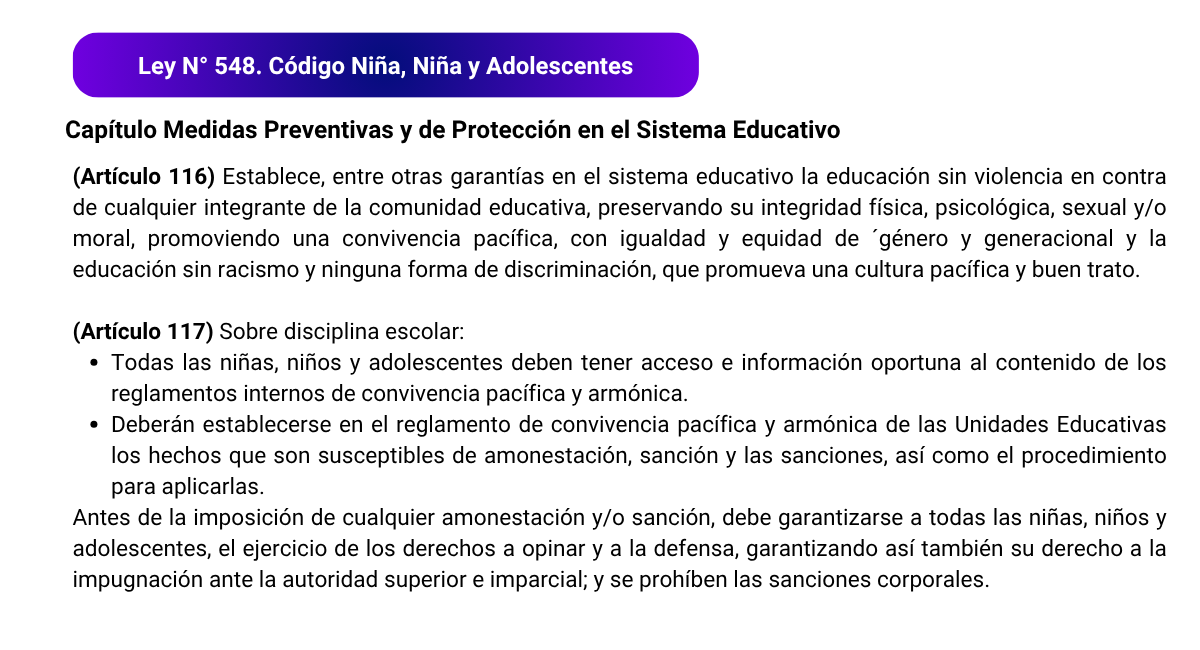 Ley N° 548. Código Niña, Niña y Adolescentes
Capítulo Medidas Preventivas y de Protección en el Sistema Educativo
(Artículo 116) Establece, entre otras garantías en el sistema educativo la educación sin violencia en contra
de cualquier integrante de la comunidad educativa, preservando su integridad física, psicológica, sexual y/o
moral, promoviendo una convivencia pacífica, con igualdad y equidad de ´género y generacional y la
educación sin racismo y ninguna forma de discriminación, que promueva una cultura pacífica y buen trato.
(Artículo 117) Sobre disciplina escolar:
• Todas las niñas, niños y adolescentes deben tener acceso e información oportuna al contenido de los
reglamentos internos de convivencia pacífica y armónica.
• Deberán establecerse en el reglamento de convivencia pacífica y armónica de las Unidades Educativas
los hechos que son susceptibles de amonestación, sanción y las sanciones, así como el procedimiento
para aplicarlas.
Antes de la imposición de cualquier amonestación y/o sanción, debe garantizarse a todas las niñas, niños y
adolescentes, el ejercicio de los derechos a opinar y a la defensa, garantizando así también su derecho a la
impugnación ante la autoridad superior e imparcial; y se prohíben las sanciones corporales.